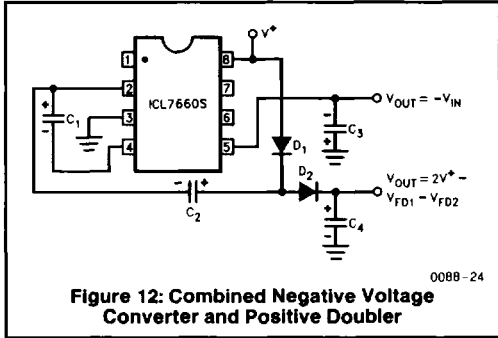 V+
1
2
3
4
ICL7660S
8
7
6
5
+
C1
-
VOUT = -VIN
-
C3
+
D1
D2
VOUT = 2V+ -
VFD1 - VFD2
- +
C2
+
C4
-
0088-24
Figure 12: Combined Negative Voltage
Converter and Positive Doubler